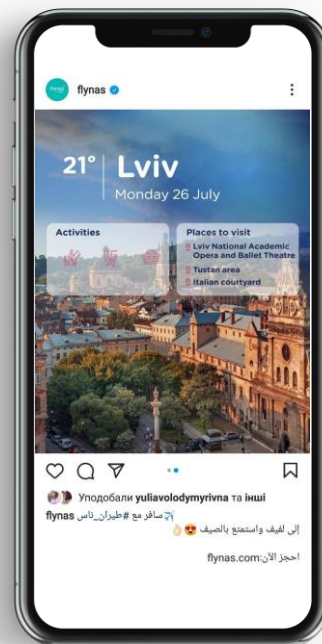 flynas
21° Lviv
Monday 26 July
Activities
Places to visit
Lviv National Academic
Opera and Ballet Theatre
Tustan area
Italian courtyard
Уподобали yuliavolodymyrivna та інші
flynas سافر مع #طيران_ناس
إلى لفيف واستمتع بالصيف
احجز الآن:flynas.com